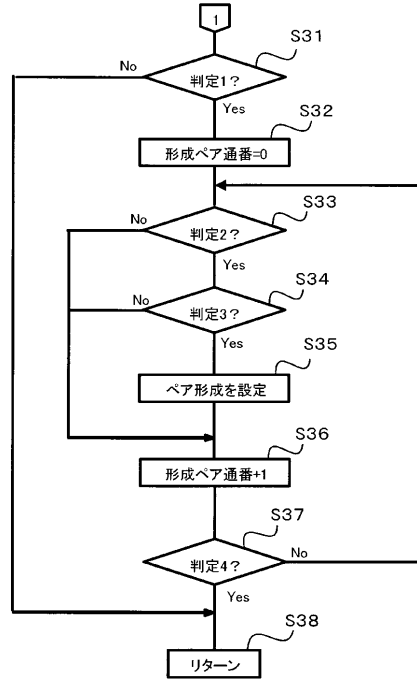 1
S31
No
判定1?
Yes
S32
形成ペア通番=0
S33
No
判定2?
Yes
S34
No
判定3?
Yes
S35
ペア形成を設定
S36
形成ペア通番+1
S37
判定4?
No
Yes
S38
リターン